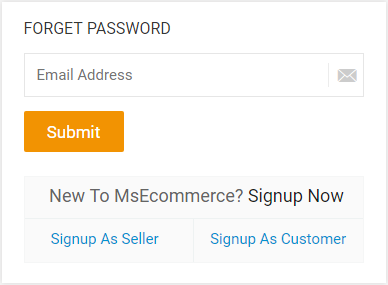 FORGET PASSWORD
Email Address
Submit
New To MsEcommerce? Signup Now
Signup As Seller
Signup As Customer